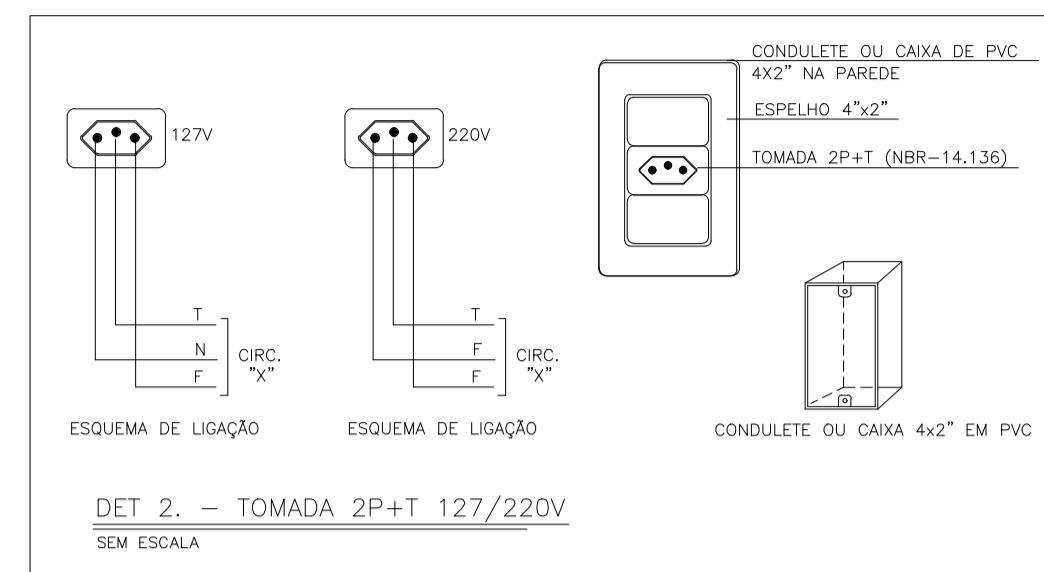 127V
T
N
F
CIRC.
"X"
ESQUEMA DE LIGAÇÃO
220V
T
F
F
CIRC.
"X"
ESQUEMA DE LIGAÇÃO
CONDULETE OU CAIXA DE PVC
4X2" NA PAREDE
ESPELHO 4"x2"
TOMADA 2P+T (NBR-14.136)
CONDULETE OU CAIXA 4x2" EM PVC
DET 2. - TOMADA 2P+T 127/220V
SEM ESCALA